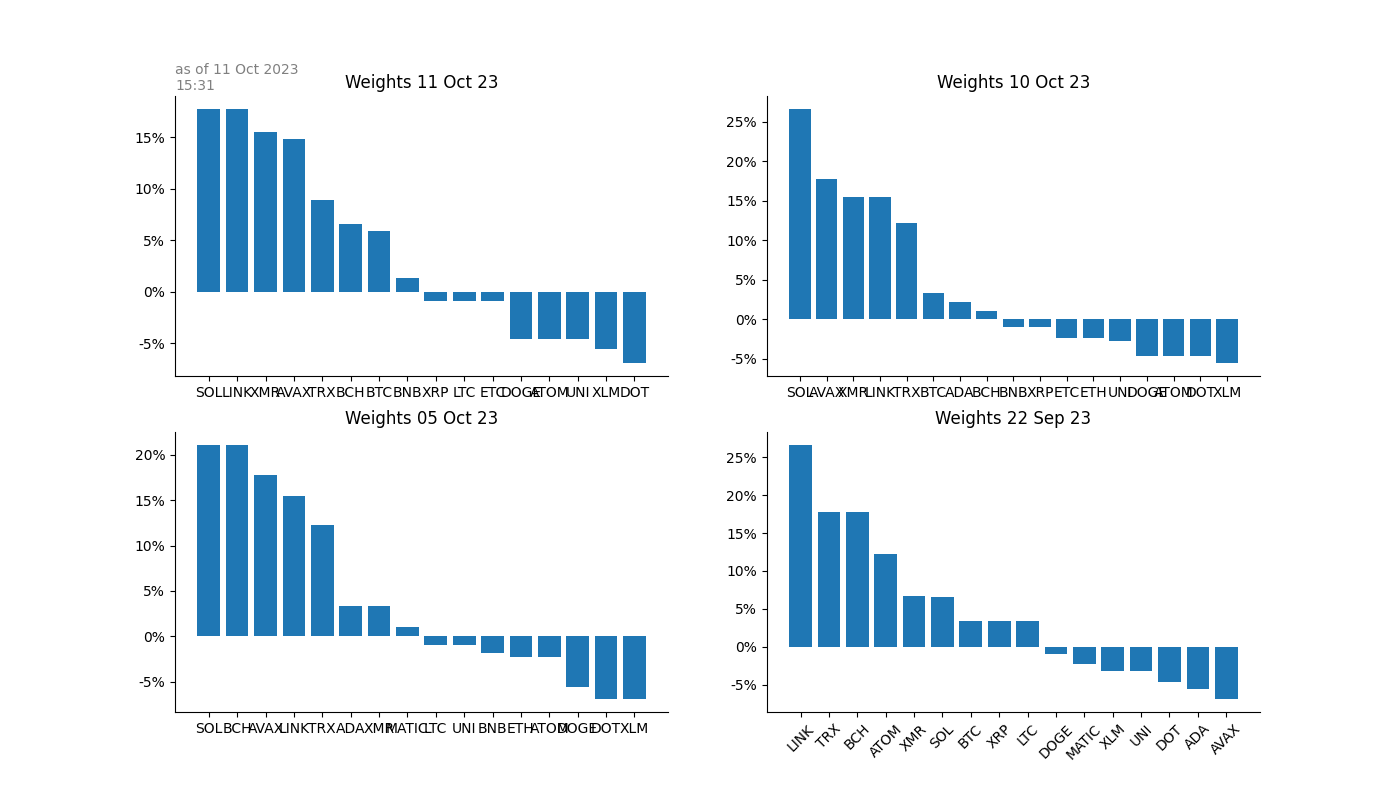 as of 11 Oct 2023
15:31
Weights 11 Oct 23
15%
10%
5%
0%
-5%
SOL LINK XMR AVAX TRX BCH BTC BNB XRP LTC ETC DOGE ATOM UNI XLM DOT
Weights 10 Oct 23
25%
20%
15%
10%
5%
0%
-5%
SOL AVAX XMR LINK TRX BTC ADA BCH BNB XRP ETC ETH UNI DOGE ATOM DOT XLM
Weights 05 Oct 23
20%
15%
10%
5%
0%
-5%
SOL BCH AVAX LINK TRX ADA XMR MATIC LTC UNI BNB ETH ATOM DOGE DOT XLM
Weights 22 Sep 23
25%
20%
15%
10%
5%
0%
-5%
LINK TRX BCH ATOM XMR SOL BTC XRP LTC DOGE MATIC XLM UNI DOT ADA AVAX